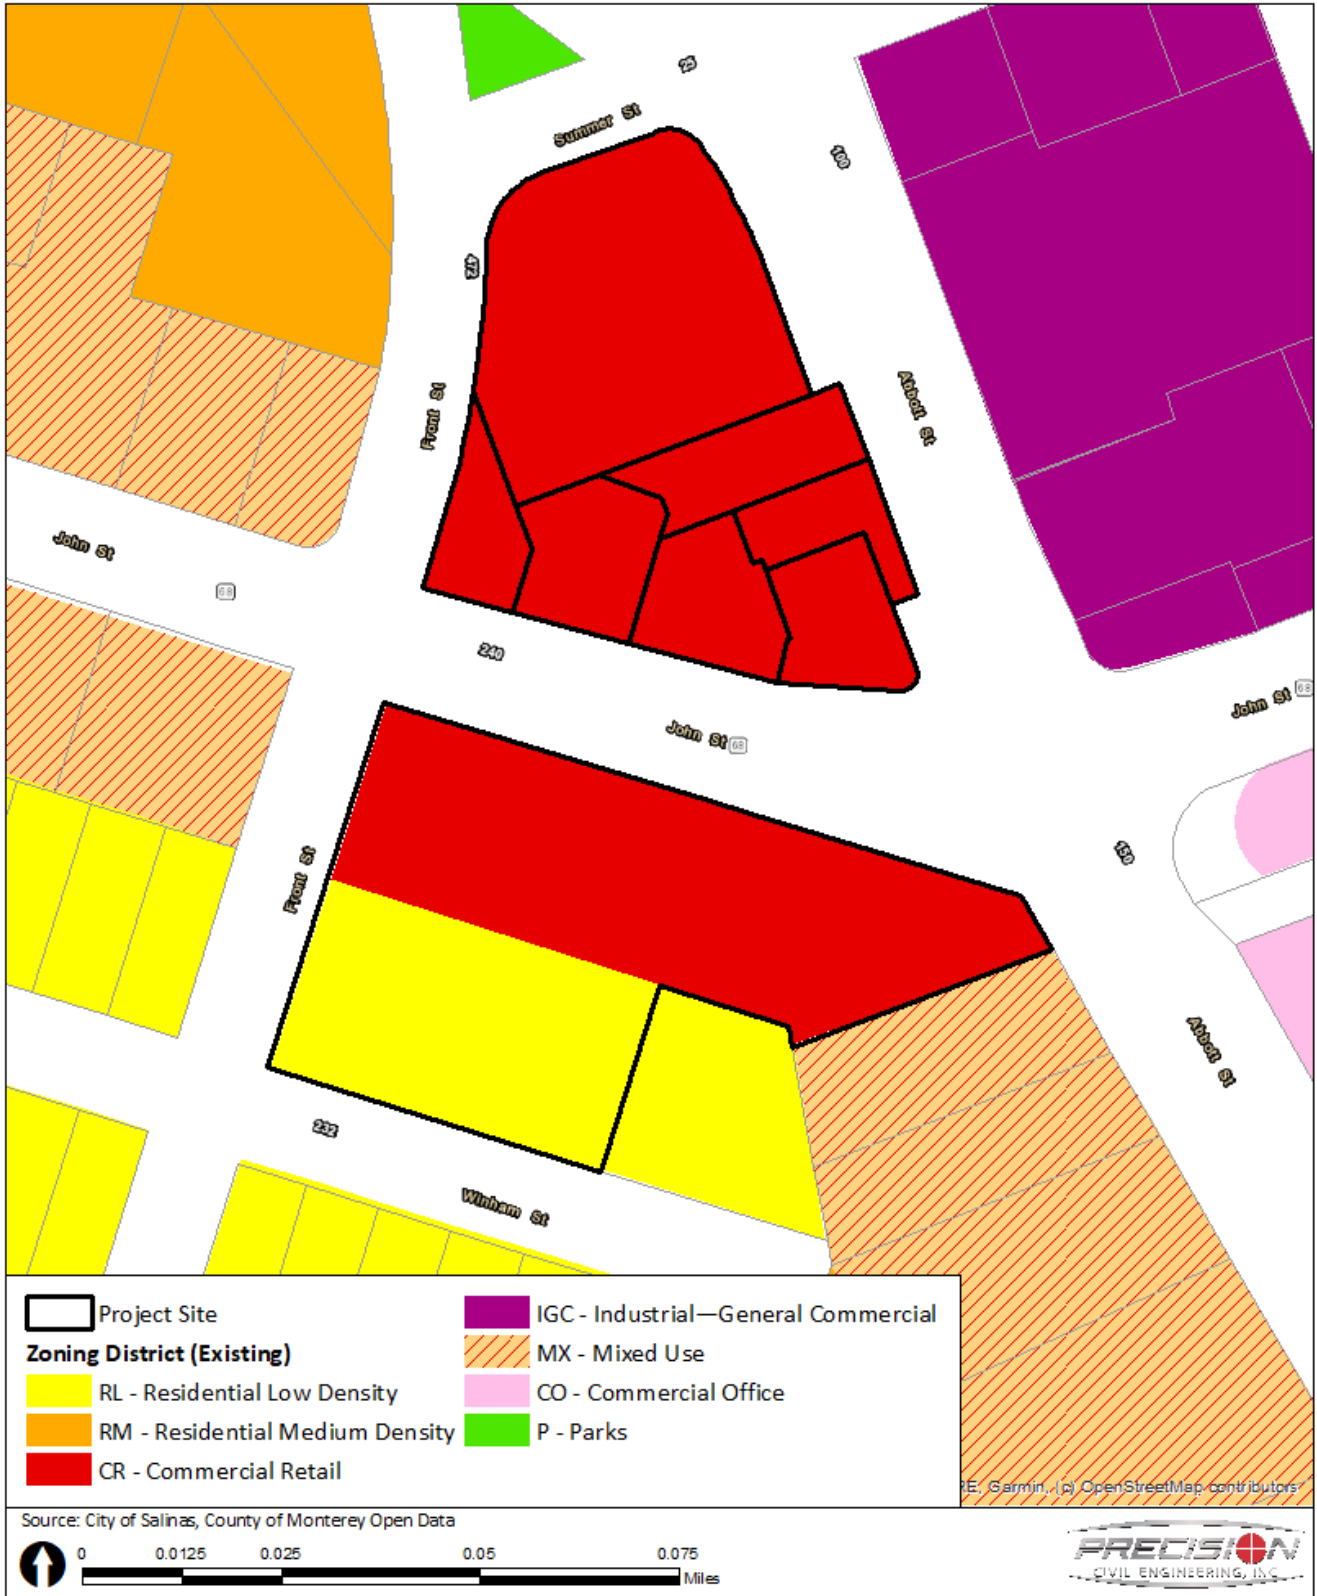 25
Summer St
100
472
Front St
Abbott St
John St
68
240
John St 68
John St 68
150
Front St
Abbott St
232
Winham St
Project Site
Zoning District (Existing)
RL - Residential Low Density
RM - Residential Medium Density
CR - Commercial Retail
IGC - Industrial—General Commercial
MX - Mixed Use
CO - Commercial Office
P - Parks
RE, Garmin, (c) OpenStreetMap contributors
Source: City of Salinas, County of Monterey Open Data
0 0.0125 0.025 0.05 0.075
Miles
PRECISION
CIVIL ENGINEERING, INC